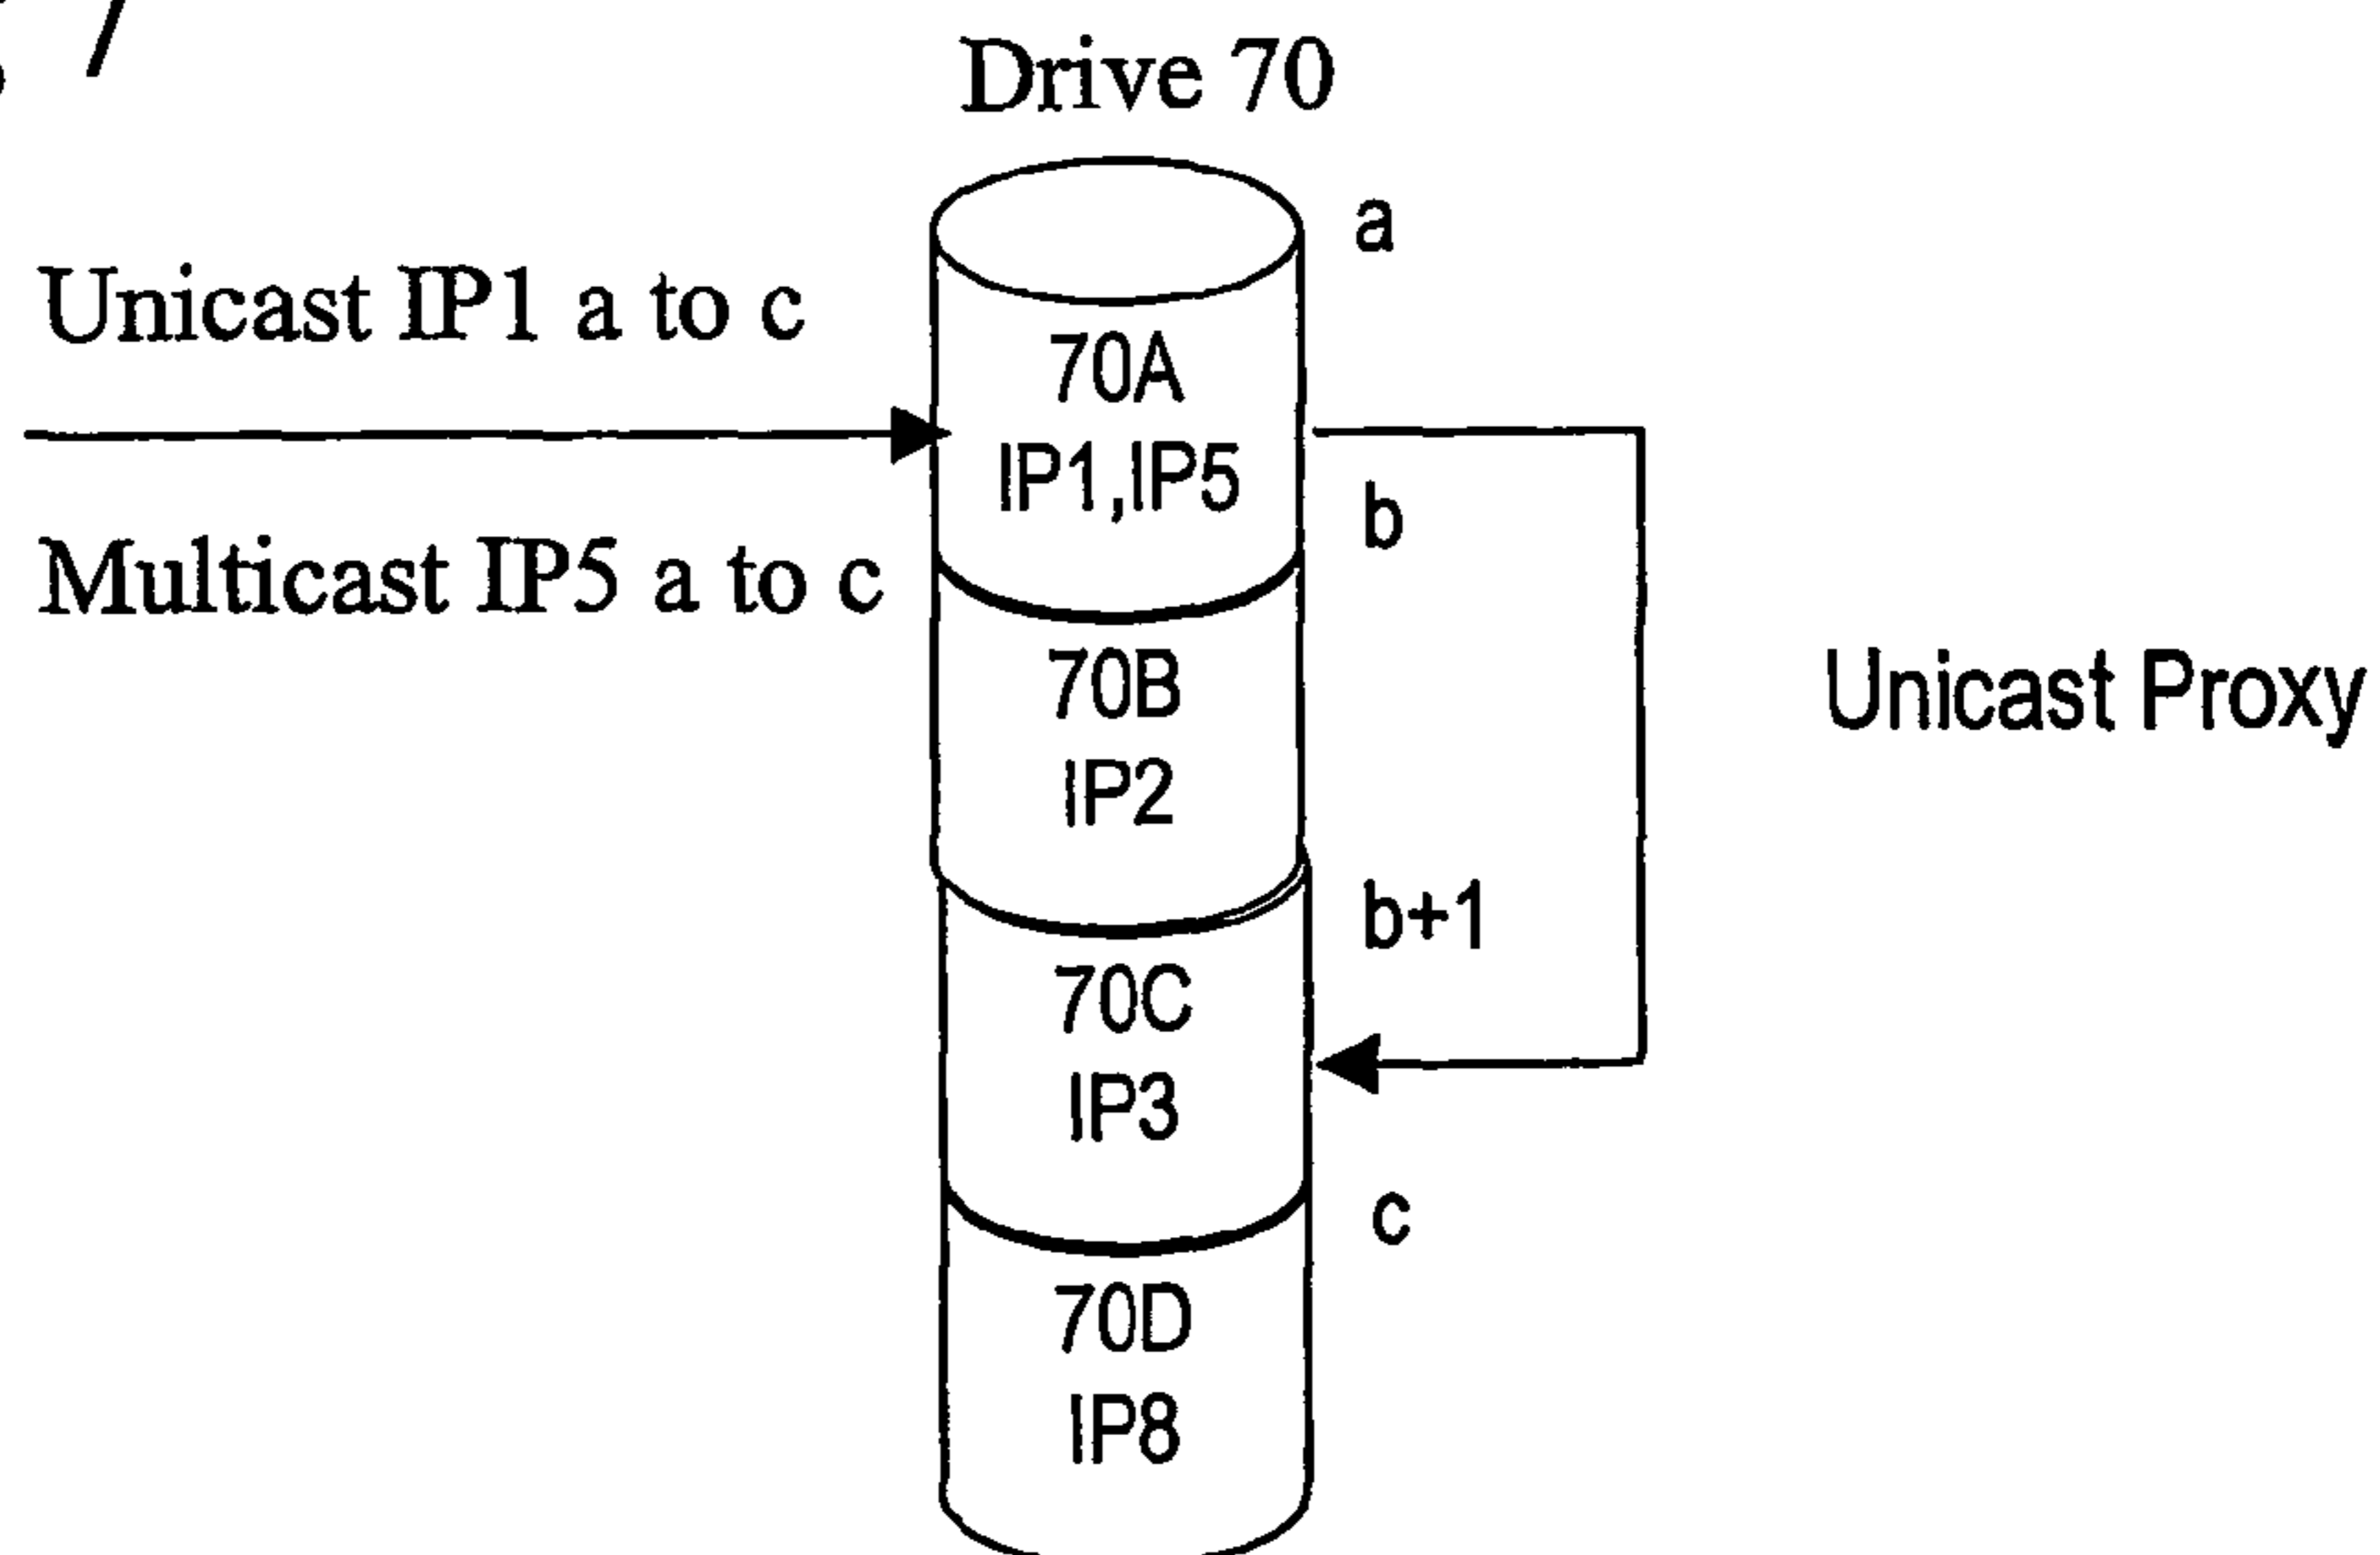 Drive 70
a
Unicast IP1 a to c
70A
IP1,IP5
b
Multicast IP5 a to c
70B
IP2
Unicast Proxy
b+1
70C
IP3
c
70D
IP8